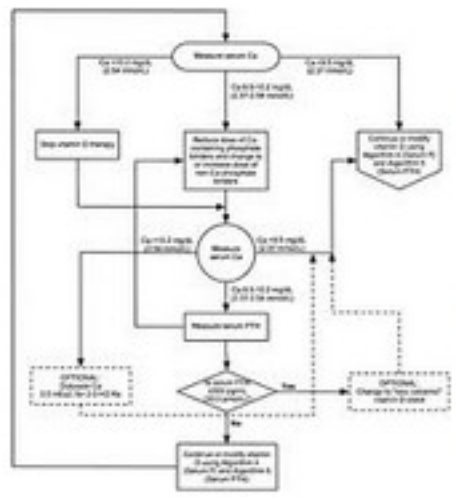 Measure serum Ca
Ca >10.2 mg/dL
(2.54 mmol/L)
Ca <9.5 mg/dL
(2.37 mmol/L)
Ca 9.5-10.2 mg/dL
(2.37-2.54 mmol/L)
Stop vitamin D therapy
Reduce dose of Ca-
containing phosphate
binders and change to
or increase dose of
non-Ca phosphate
binders
Continue or modify
vitamin D using
Algorithm A
(Serum P)
and Algorithm
(Serum PTH)
Measure
serum Ca
Ca >10.2 mg/dL
(2.54 mmol/L)
Ca <9.5 mg/dL
(2.37 mmol/L)
Ca 9.5-10.2 mg/dL
(2.37-2.54 mmol/L)
Measure serum PTH
OPTIONAL:
Dialysate Ca
Is serum PTH
Yes
No
OPTIONAL:
Change to "less calcemic"
vitamin D sterol
Continue or modify vitamin
D using Algorithm A
(Serum P) and Algorithm
(Serum PTH)